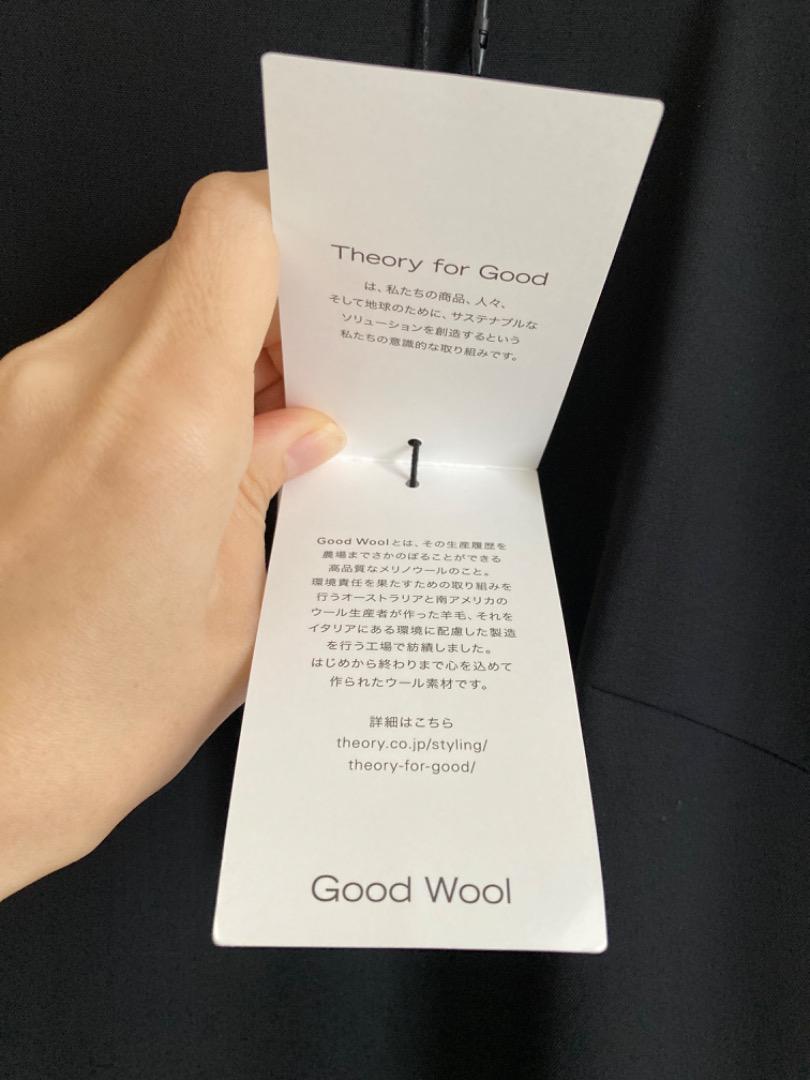 Theory for Good
は、私たちの商品、人々、
そして地球のために、サステナブルな
ソリューションを創造するという
私たちの意識的な取り組みです。
Good Woolとは、その生産履歴を
農場までさかのぼることができる
高品質なメリノウールのこと。
環境責任を果たすための取り組みを
行うオーストラリアと南アメリカの
ウール生産者が作った羊毛、それを
イタリアにある環境に配慮した製造
を行う工場で紡績しました。
はじめから終わりまで心を込めて
作られたウール素材です。
詳細はこちら
theory.co.jp/styling/
theory-for-good/
Good Wool